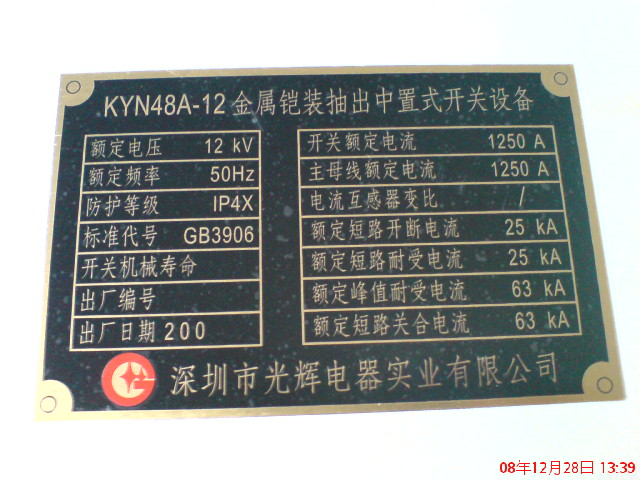 KYN48A-12 金属铠装抽出中置式开关设备
额定电压 12 kV
额定频率 50Hz
防护等级 IP4X
标准代号 GB3906
开关机械寿命
出厂编号
出厂日期 200
开关额定电流 1250 A
主母线额定电流 1250 A
电流互感器变比 /
额定短路开断电流 25 kA
额定短路耐受电流 25 kA
额定峰值耐受电流 63 kA
额定短路关合电流 63 kA
深圳市光辉电器实业有限公司
08年12月28日 13:39